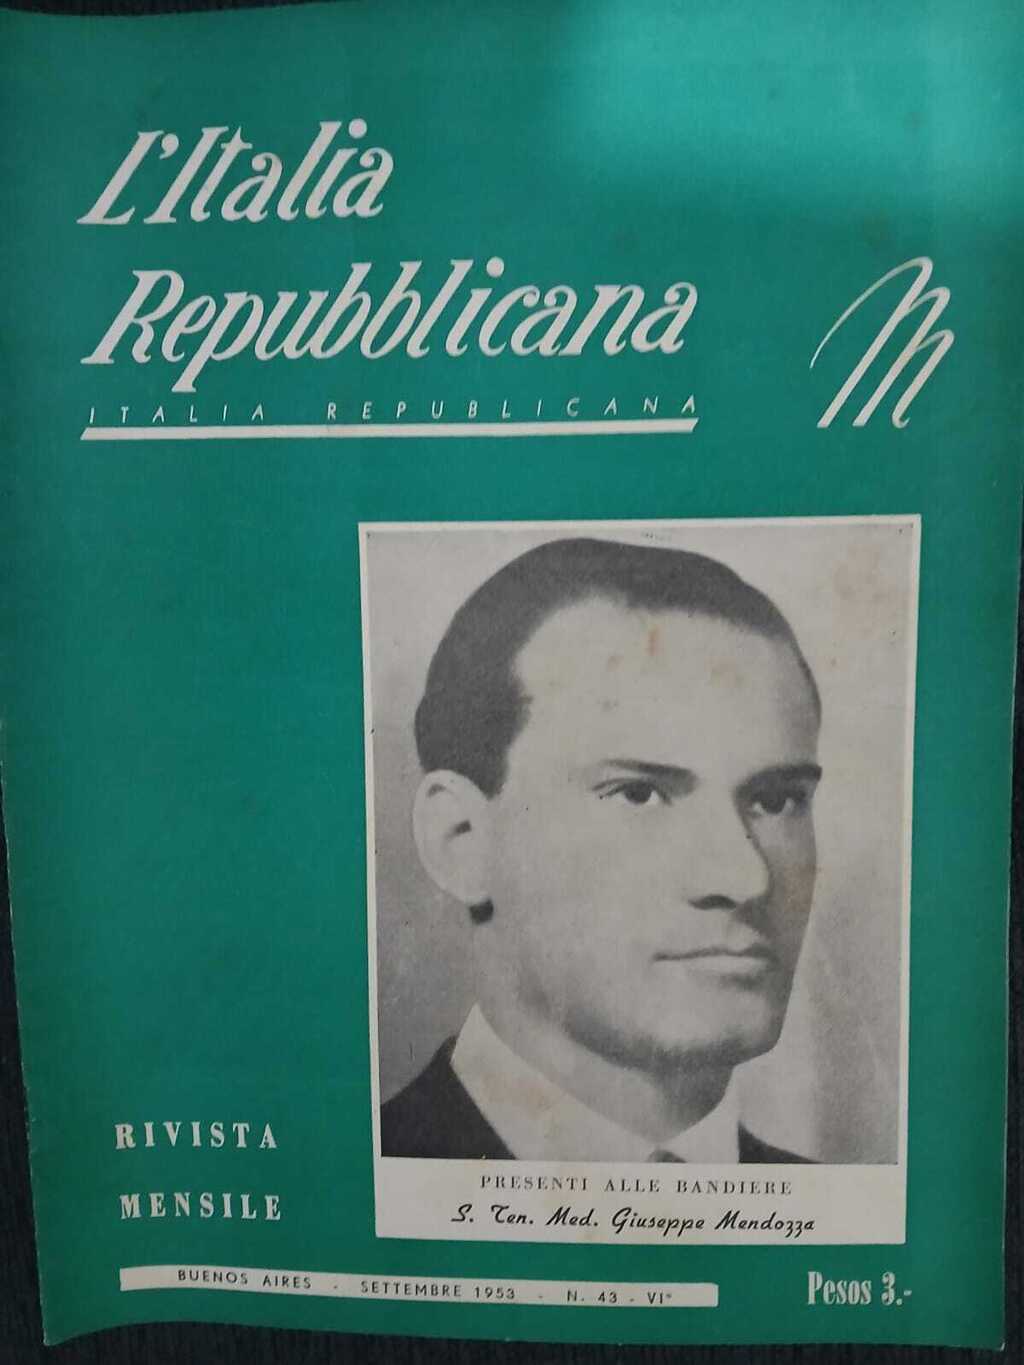 L'Italia
Repubblicana
ITALIA REPUBLICANA
M
PRESENTI ALLE BANDIERE
S. Ten. Med. Giuseppe Mendozza
RIVISTA
MENSILE
BUENOS AIRES - SETTEMBRE 1953 - N. 43 - VI°
Pesos 3.-